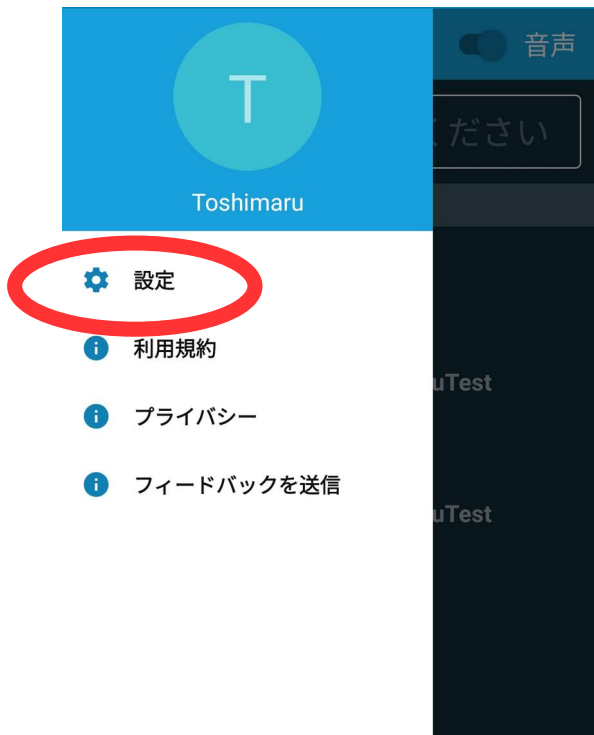 T
Toshimaru
音声
ください
設定
利用規約
プライバシー
フィードバックを送信
uTest
uTest